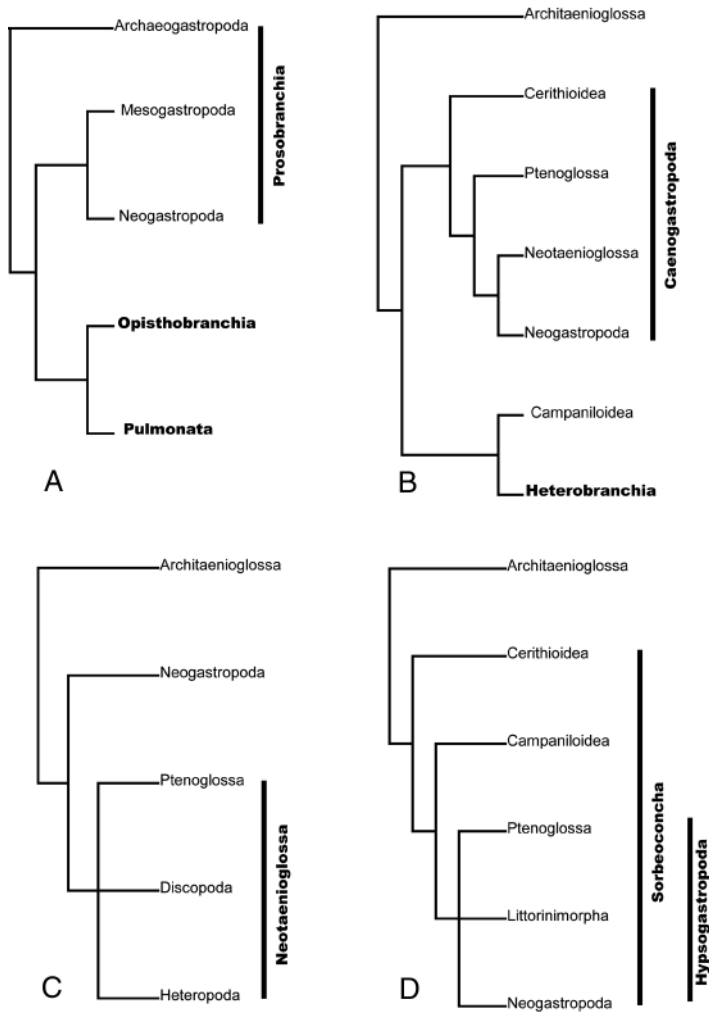 Archaeogastropoda
Mesogastropoda
Neogastropoda
Prosobranchia
Opisthobranchia
Pulmonata
A
Architaenioglossa
Cerithioidea
Ptenoglossa
Neotaenioglossa
Neogastropoda
Caenogastropoda
Campaniloidea
Heterobranchia
B
Architaenioglossa
Neogastropoda
Ptenoglossa
Discopoda
Heteropoda
Neotaenioglossa
C
Architaenioglossa
Cerithioidea
Campaniloidea
Ptenoglossa
Littorinimorpha
Neogastropoda
Sorbeoconcha
Hypsogastropoda
D